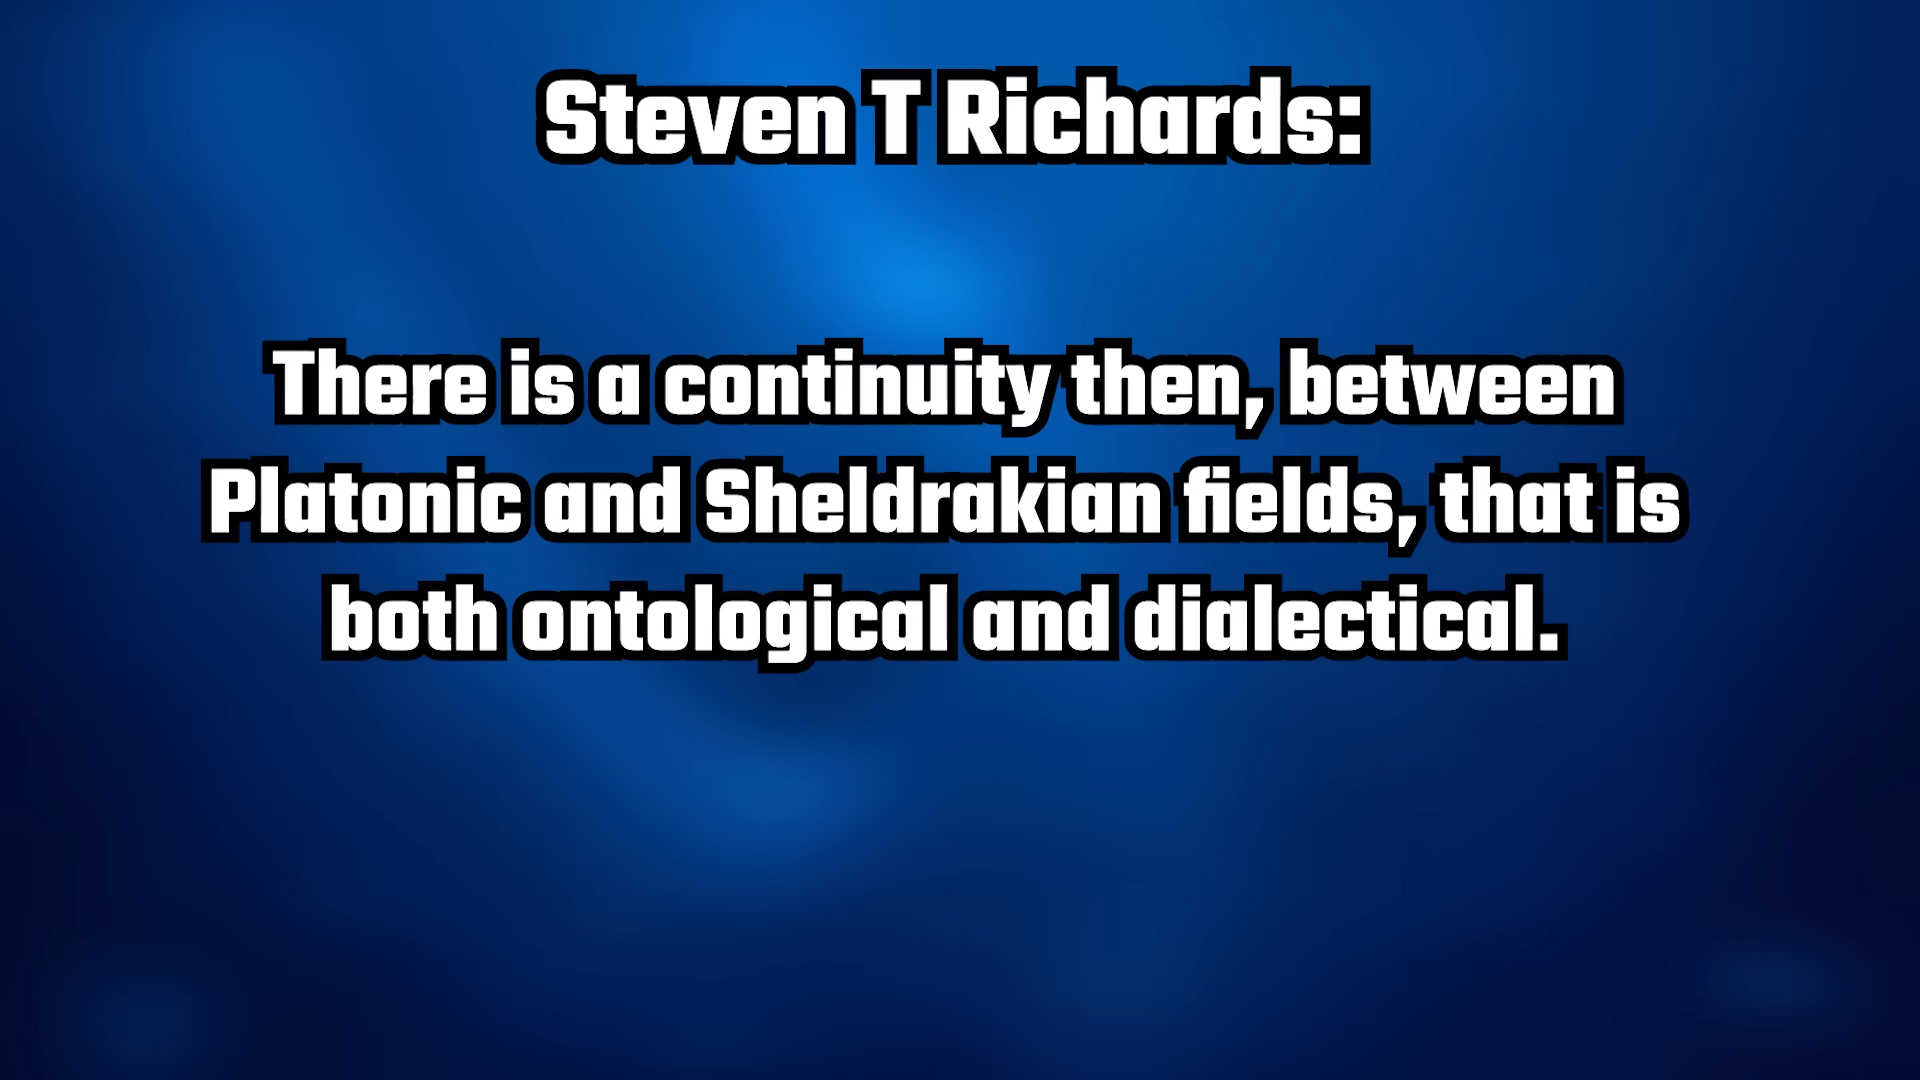 Steven T Richards:
There is a continuity then, between
Platonic and Sheldrakian fields, that is
both ontological and dialectical.